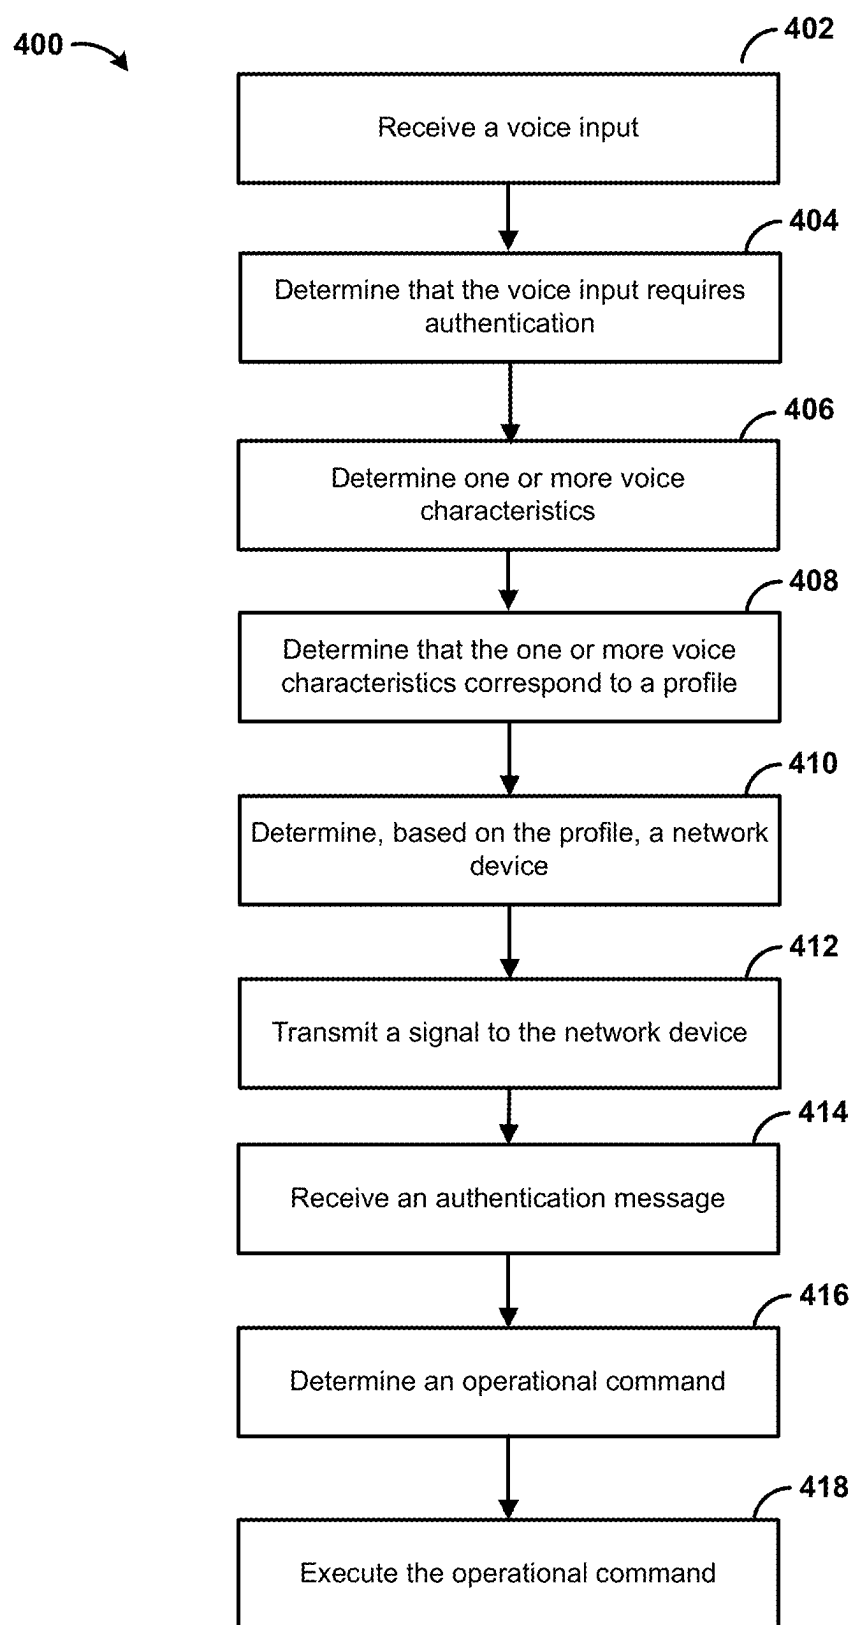 400
402
Receive a voice input
404
Determine that the voice input requires
authentication
406
Determine one or more voice
characteristics
408
Determine that the one or more voice
characteristics correspond to a profile
410
Determine, based on the profile, a network
device
412
Transmit a signal to the network device
414
Receive an authentication message
416
Determine an operational command
418
Execute the operational command